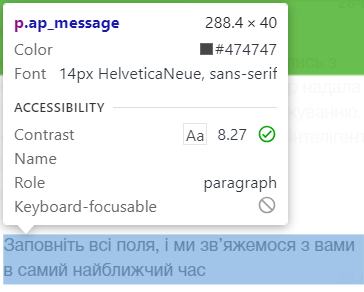 p.ap_message 288.4 × 40
Color #474747
Font 14px HelveticaNeue, sans-serif
ACCESSIBILITY
Contrast Aa 8.27
Name
Role paragraph
Keyboard-focusable
Заповніть всі поля, і ми зв’яжемося з вами
в самий найближчий час